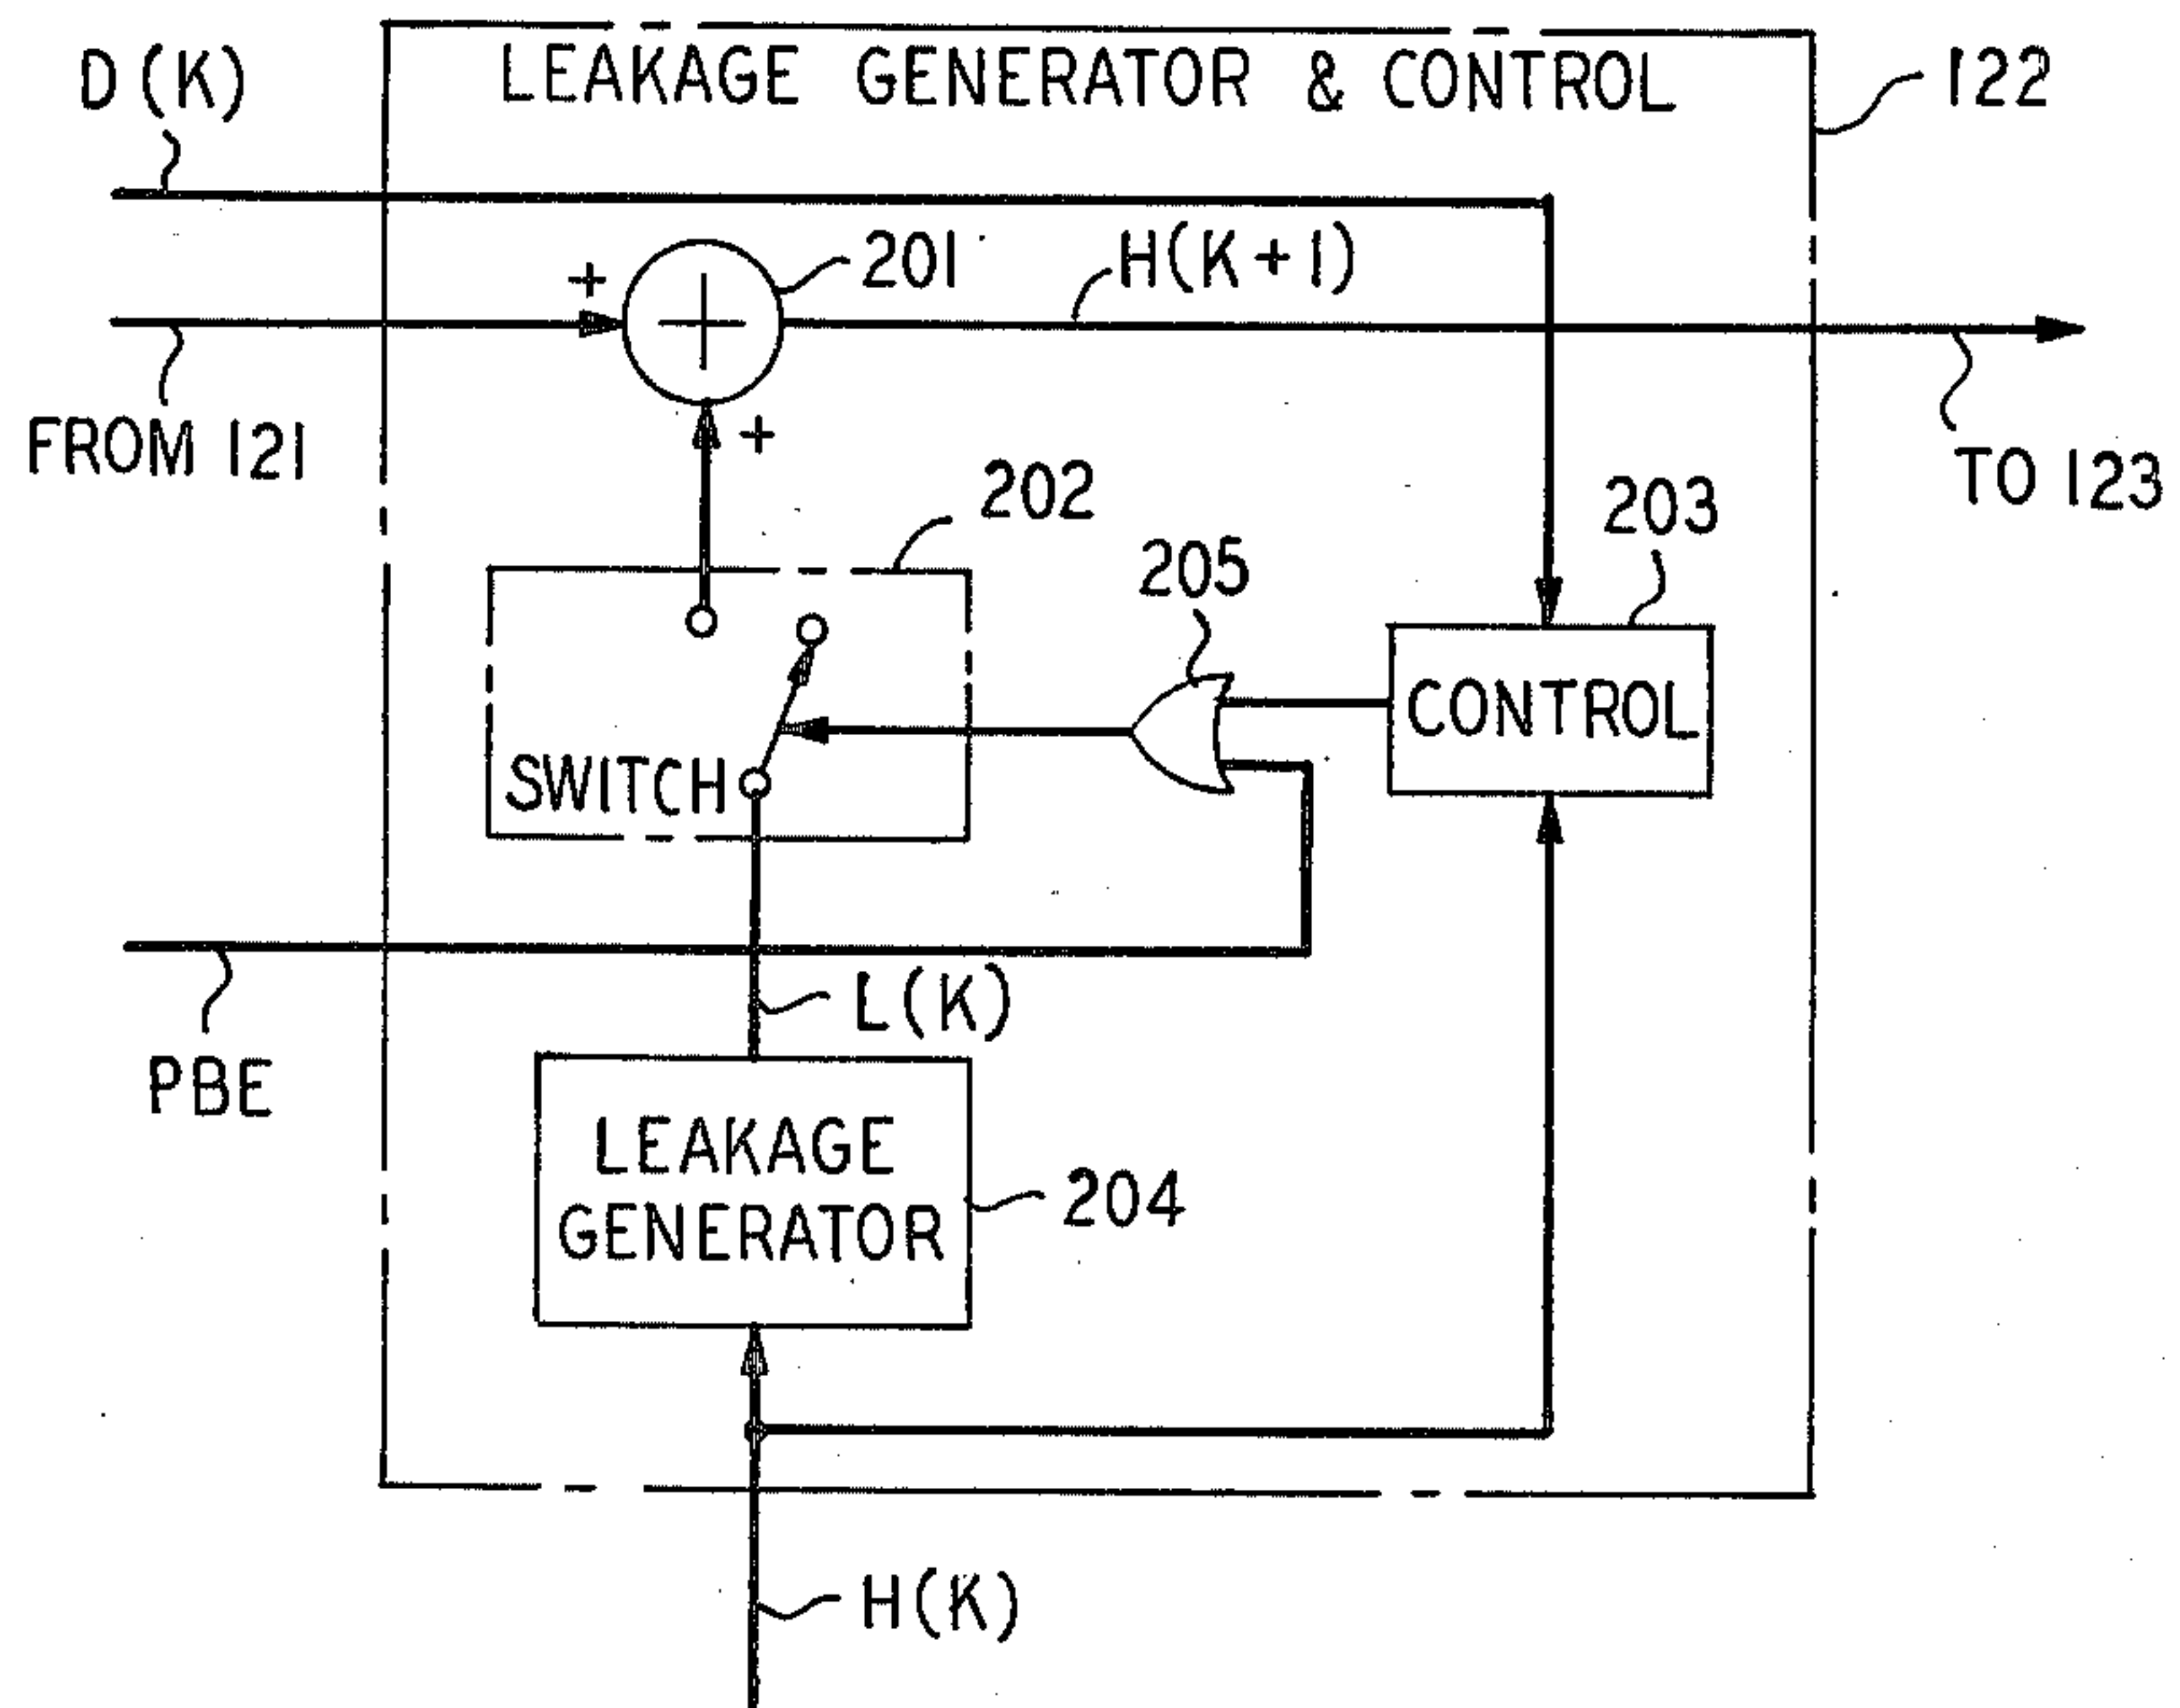 D(K)
LEAKAGE GENERATOR & CONTROL
122
+
201
H(K+1)
FROM 121
+
TO 123
202
203
205
CONTROL
SWITCH
L(K)
PBE
LEAKAGE
GENERATOR
204
H(K)